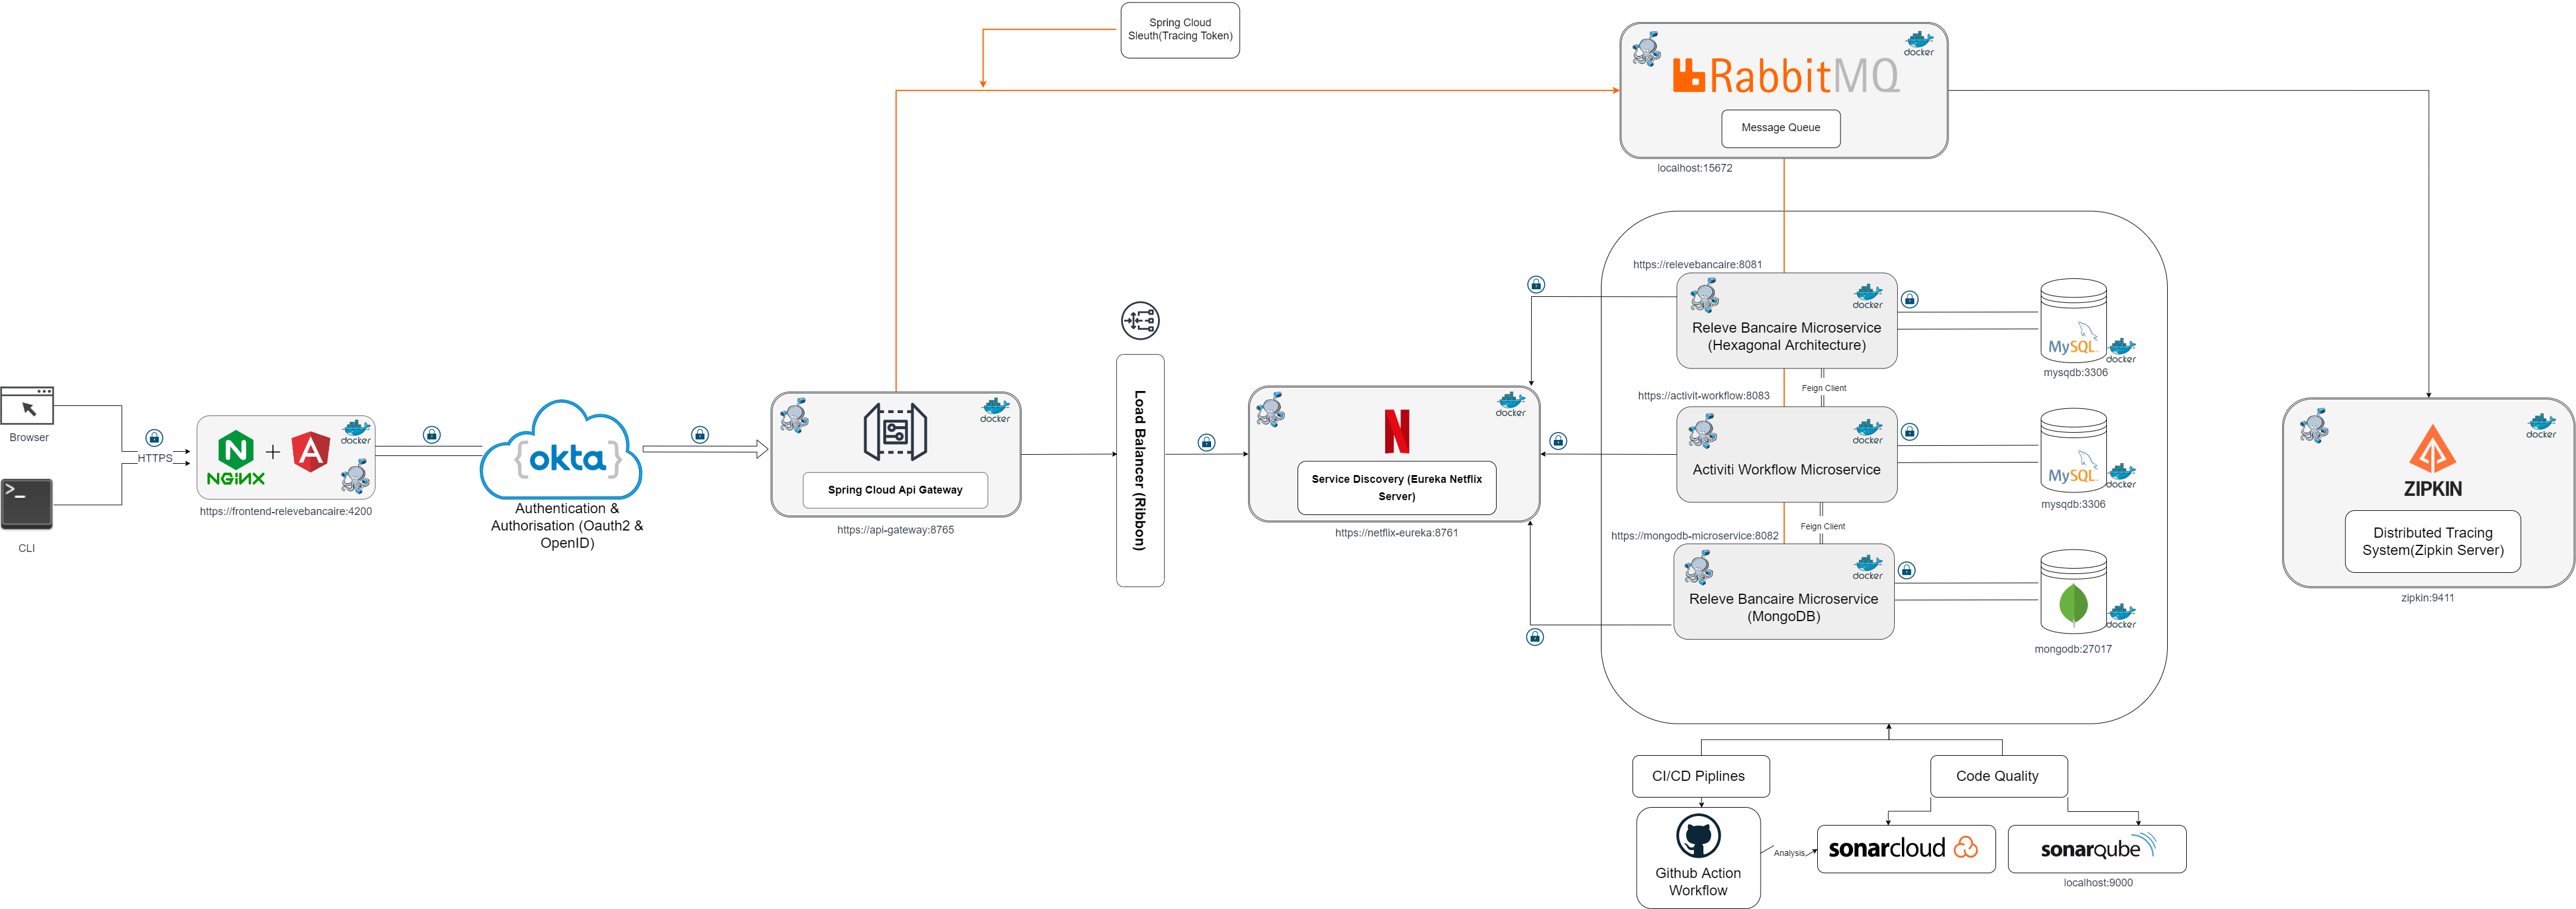 Spring Cloud
Sleuth(Tracing Token)
docker
RabbitMQ
Message Queue
localhost:15672
Browser
HTTPS
CLI
NGINX
+
A
docker
https://frontend-relevebancaire:4200
{okta}
Authentication &
Authorisation (Oauth2 &
OpenID)
docker
Spring Cloud Api Gateway
https://api-gateway:8765
Load Balancer (Ribbon)
docker
Service Discovery (Eureka Netflix
Server)
https://netflix-eureka:8761
https://relevebancaire:8081
docker
Releve Bancaire Microservice
(Hexagonal Architecture)
MySQL
docker
mysqdb:3306
Feign Client
https://activit-workflow:8083
docker
Activiti Workflow Microservice
MySQL
docker
mysqdb:3306
Feign Client
https://mongodb-microservice:8082
docker
Releve Bancaire Microservice
(MongoDB)
docker
mongodb:27017
docker
ZIPKIN
Distributed Tracing
System(Zipkin Server)
zipkin:9411
CI/CD Piplines
Code Quality
Github Action
Workflow
Analysis
sonarcloud
sonarqube
localhost:9000